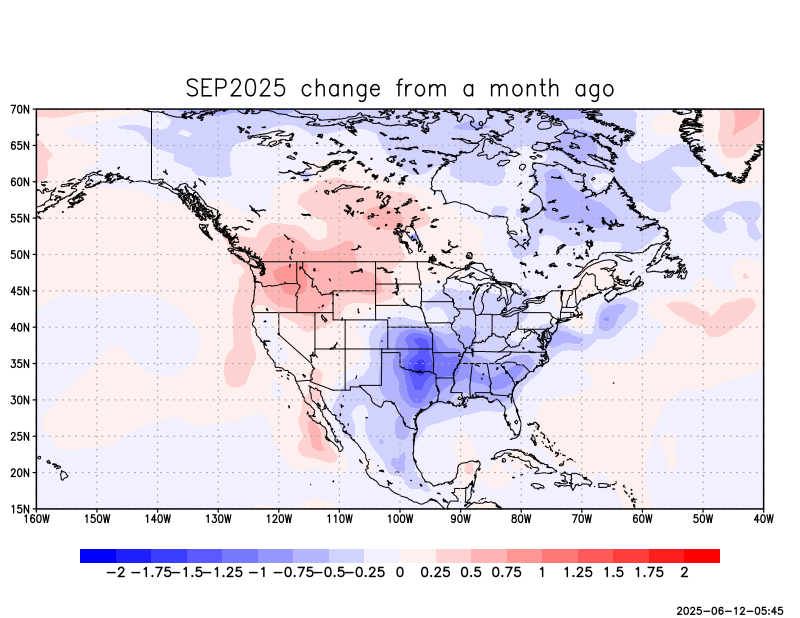 SEP2025 change from a month ago
70N
65N
60N
55N
50N
45N
40N
35N
30N
25N
20N
15N
160W 150W 140W 130W 120W 110W 100W 90W 80W 70W 60W 50W 40W
−2 −1.75 −1.5 −1.25 −1 −0.75 −0.5 −0.25 0 0.25 0.5 0.75 1 1.25 1.5 1.75 2
2025-06-12-05:45